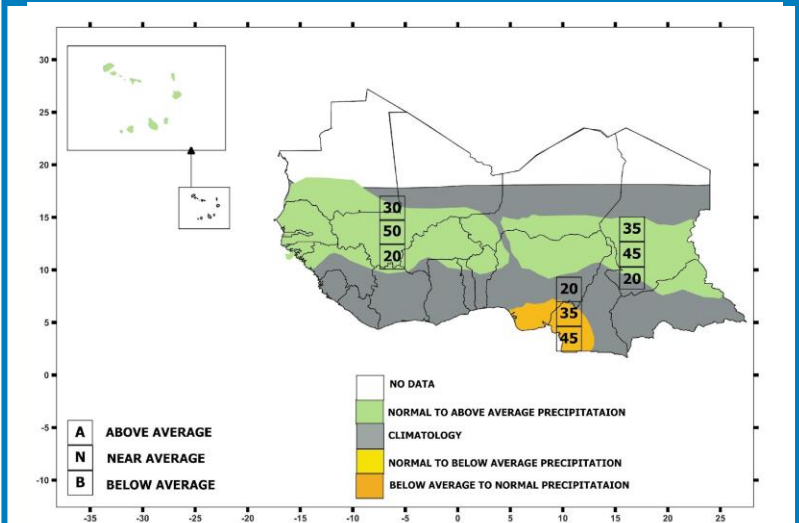 30
25
20
15
10
5
0
-5
-10
30
50
20
35
45
20
20
35
45
NO DATA
NORMAL TO ABOVE AVERAGE PRECIPITATAION
CLIMATOLOGY
NORMAL TO BELOW AVERAGE PRECIPITATION
BELOW AVERAGE TO NORMAL PRECIPITATAION
A ABOVE AVERAGE
N NEAR AVERAGE
B BELOW AVERAGE
-35 -30 -25 -20 -15 -10 -5 0 5 10 15 20 25